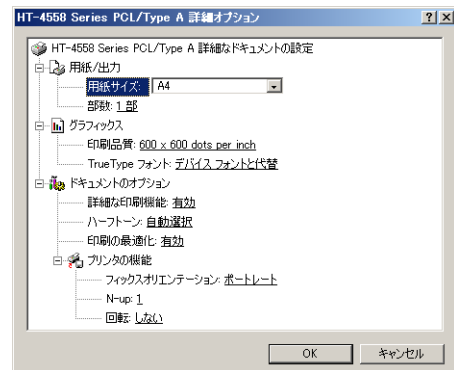 HT-4558 Series PCL/Type A 詳細オプション
HT-4558 Series PCL/Type A 詳細なドキュメントの設定
用紙/出力
用紙サイズ: A4
部数: 1 部
グラフィックス
印刷品質: 600 x 600 dots per inch
TrueType フォント: デバイス フォントと代替
ドキュメントのオプション
詳細な印刷機能: 有効
ハーフトーン: 自動選択
印刷の最適化: 有効
プリンタの機能
フィックスオリエンテーション: ポートレート
N-up: 1
回転: しない
OK キャンセル